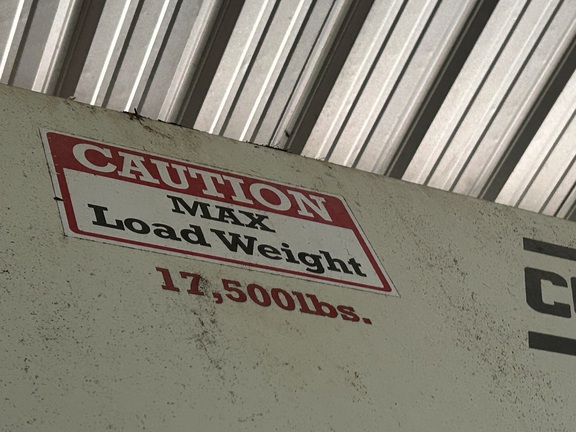 CAUTION
MAX
Load Weight
17,500lbs.